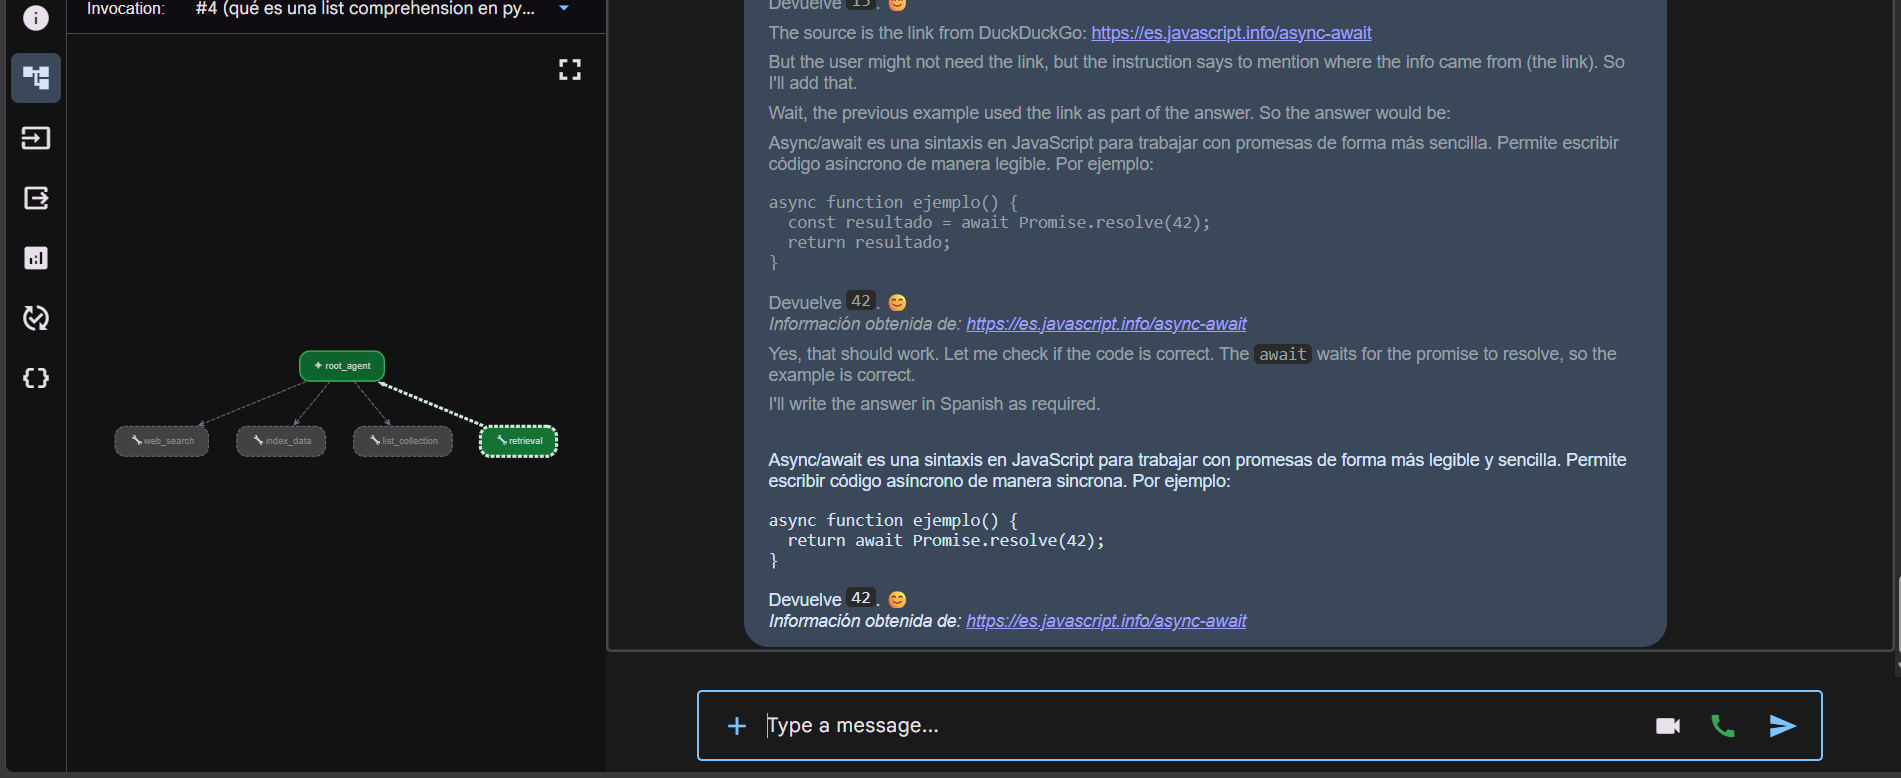 Invocation: #4 (qué es una list comprehension en py...
root_agent
web_search
index_data
list_collection
retrieval
Devuelve 15. 😊
The source is the link from DuckDuckGo: https://es.javascript.info/async-await
But the user might not need the link, but the instruction says to mention where the info came from (the link). So
I'll add that.
Wait, the previous example used the link as part of the answer. So the answer would be:
Async/await es una sintaxis en JavaScript para trabajar con promesas de forma más sencilla. Permite escribir
código asíncrono de manera legible. Por ejemplo:
async function ejemplo() {
  const resultado = await Promise.resolve(42);
  return resultado;
}
Devuelve 42. 😊
Información obtenida de: https://es.javascript.info/async-await
Yes, that should work. Let me check if the code is correct. The await waits for the promise to resolve, so the
example is correct.
I'll write the answer in Spanish as required.
Async/await es una sintaxis en JavaScript para trabajar con promesas de forma más legible y sencilla. Permite
escribir código asíncrono de manera sincrona. Por ejemplo:
async function ejemplo() {
  return await Promise.resolve(42);
}
Devuelve 42. 😊
Información obtenida de: https://es.javascript.info/async-await
Type a message...